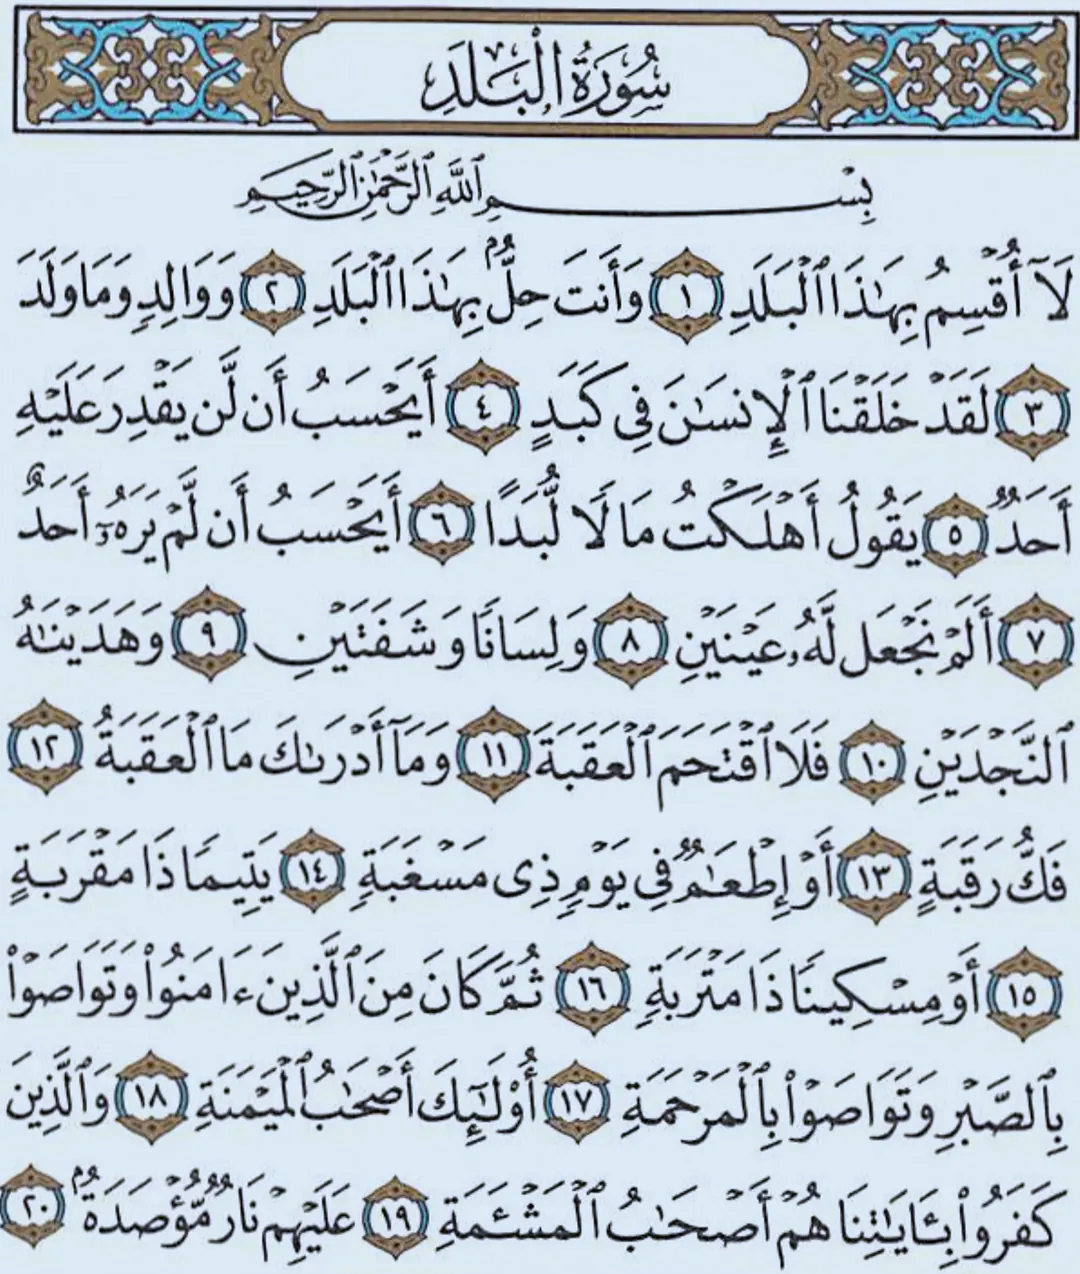 سُورَةُ الْبَلَدِ
بِسْمِ ٱللَّهِ ٱلرَّحْمَٰنِ ٱلرَّحِيمِ
لَآ أُقْسِمُ بِهَٰذَا ٱلْبَلَدِ ١ وَأَنتَ حِلٌّۢ بِهَٰذَا ٱلْبَلَدِ ٢ وَوَالِدٍ وَمَا وَلَدَ
٣ لَقَدْ خَلَقْنَا ٱلْإِنسَٰنَ فِى كَبَدٍ ٤ أَيَحْسَبُ أَن لَّن يَقْدِرَ عَلَيْهِ
أَحَدٌ ٥ يَقُولُ أَهْلَكْتُ مَالًا لُّبَدًا ٦ أَيَحْسَبُ أَن لَّمْ يَرَهُۥٓ أَحَدٌ
٧ أَلَمْ نَجْعَل لَّهُۥ عَيْنَيْنِ ٨ وَلِسَانًا وَشَفَتَيْنِ ٩ وَهَدَيْنَٰهُ
ٱلنَّجْدَيْنِ ١٠ فَلَا ٱقْتَحَمَ ٱلْعَقَبَةَ ١١ وَمَآ أَدْرَىٰكَ مَا ٱلْعَقَبَةُ ١٢
فَكُّ رَقَبَةٍ ١٣ أَوْ إِطْعَٰمٌ فِى يَوْمٍ ذِى مَسْغَبَةٍ ١٤ يَتِيمًا ذَا مَقْرَبَةٍ
١٥ أَوْ مِسْكِينًا ذَا مَتْرَبَةٍ ١٦ ثُمَّ كَانَ مِنَ ٱلَّذِينَ ءَامَنُوا۟ وَتَوَاصَوْا۟
بِٱلصَّبْرِ وَتَوَاصَوْا۟ بِٱلْمَرْحَمَةِ ١٧ أُو۟لَٰٓئِكَ أَصْحَٰبُ ٱلْمَيْمَنَةِ ١٨ وَٱلَّذِينَ
كَفَرُوا۟ بِـَٔايَٰتِنَا هُمْ أَصْحَٰبُ ٱلْمَشْـَٔمَةِ ١٩ عَلَيْهِمْ نَارٌ مُّؤْصَدَةٌۢ ٢٠